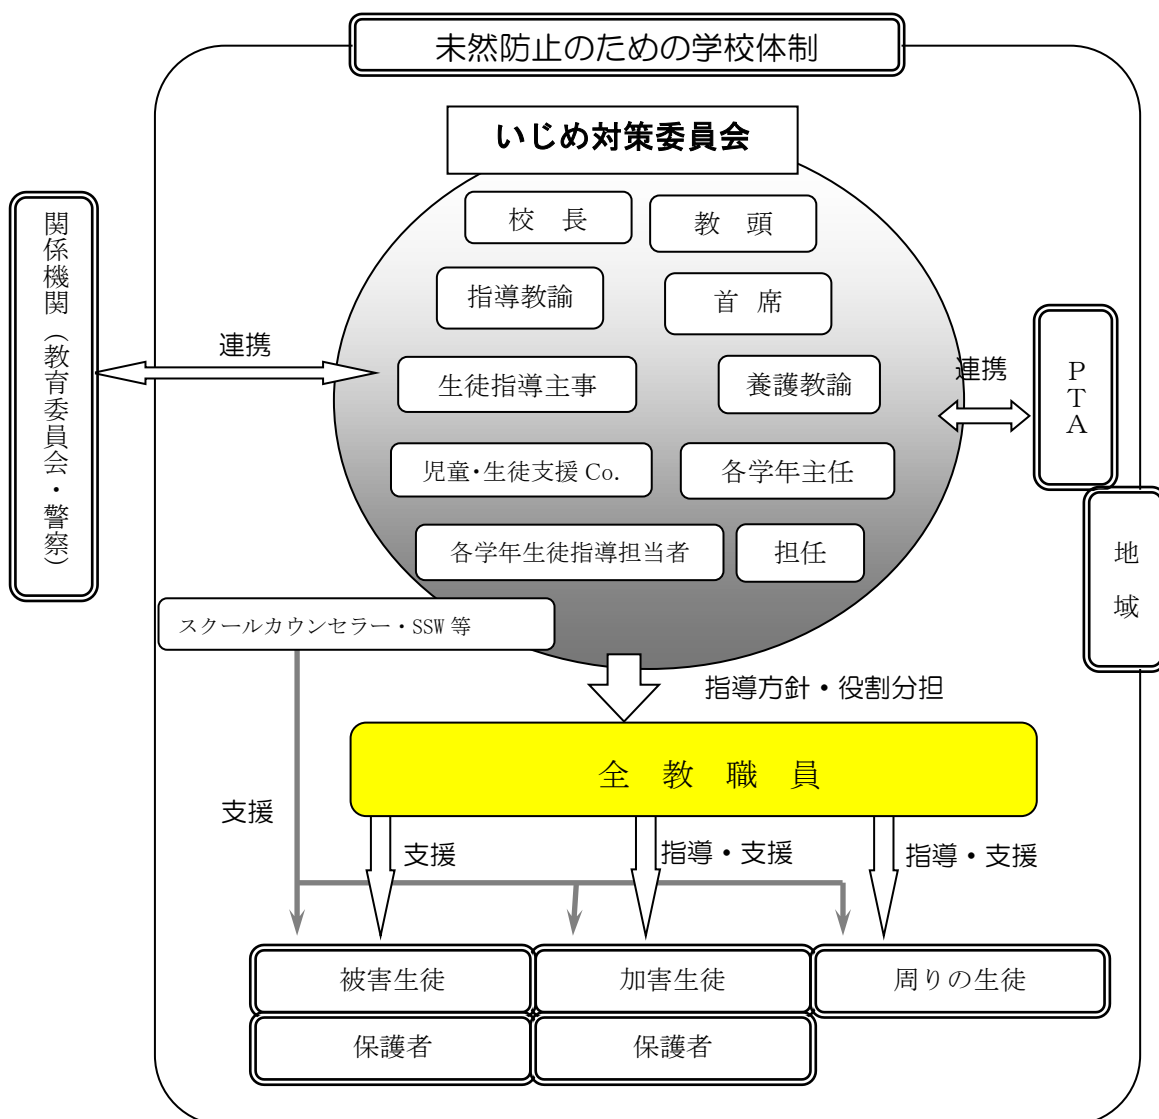 未然防止のための学校体制
いじめ対策委員会
校 長
教 頭
指導教諭
首 席
生徒指導主事
養護教諭
児童・生徒支援 Co.
各学年主任
各学年生徒指導担当者
担任
スクールカウンセラー・SSW 等
関係機関(教育委員会・警察)
連携
連携
PTA
地域
指導方針・役割分担
全 教 職 員
支援
支援
指導・支援
指導・支援
被害生徒
加害生徒
周りの生徒
保護者
保護者